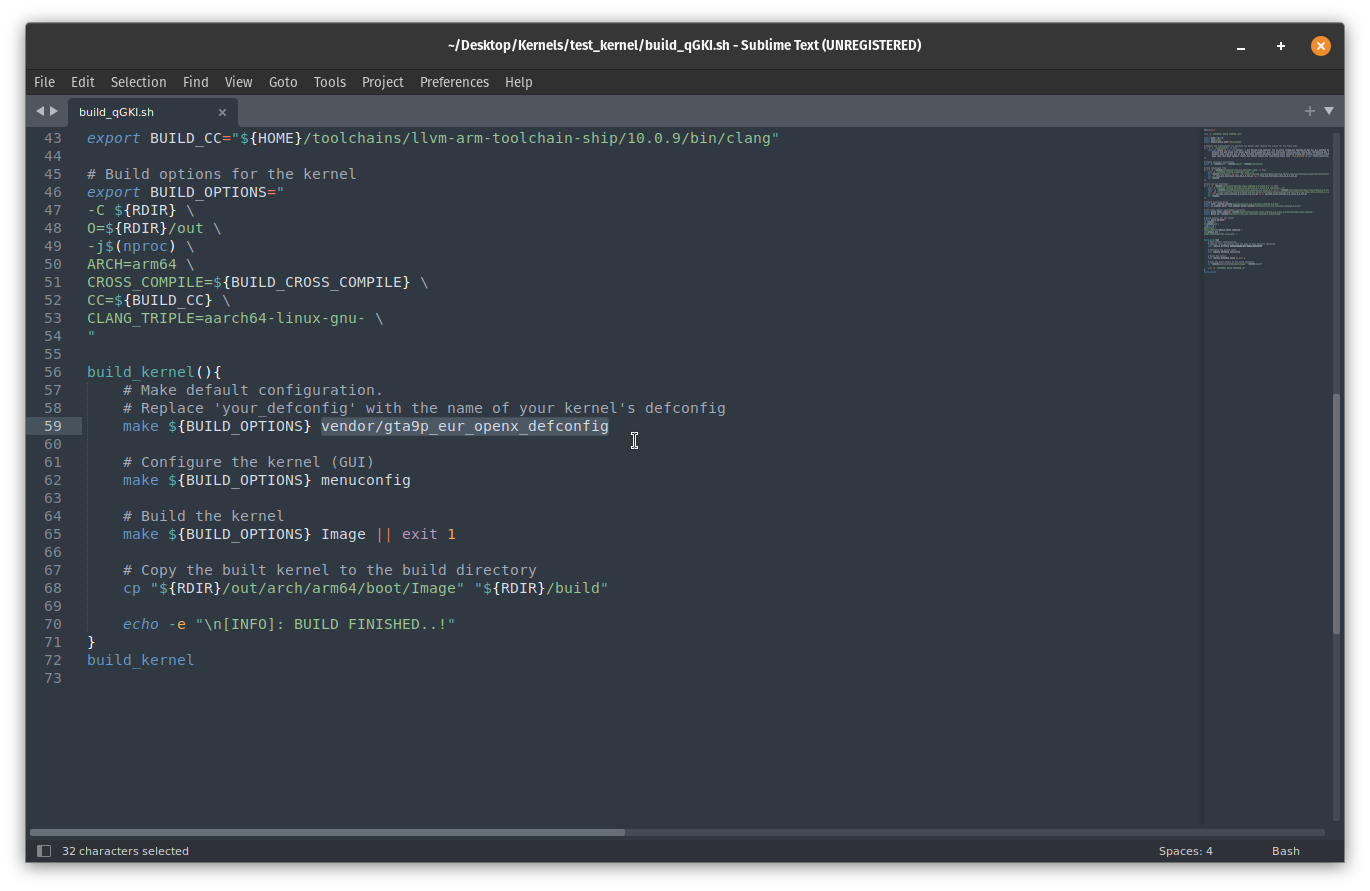 ~/Desktop/Kernels/test_kernel/build_qGKI.sh - Sublime Text (UNREGISTERED)
File Edit Selection Find View Goto Tools Project Preferences Help
build_qGKI.sh
43 export BUILD_CC="${HOME}/toolchains/llvm-arm-toolchain-ship/10.0.9/bin/clang"
44
45 # Build options for the kernel
46 export BUILD_OPTIONS="
47 -C ${RDIR} \
48 O=${RDIR}/out \
49 -j$(nproc) \
50 ARCH=arm64 \
51 CROSS_COMPILE=${BUILD_CROSS_COMPILE} \
52 CC=${BUILD_CC} \
53 CLANG_TRIPLE=aarch64-linux-gnu- \
54 "
55
56 build_kernel(){
57     # Make default configuration.
58     # Replace 'your_defconfig' with the name of your kernel's defconfig
59     make ${BUILD_OPTIONS} vendor/gta9p_eur_openx_defconfig
60
61     # Configure the kernel (GUI)
62     make ${BUILD_OPTIONS} menuconfig
63
64     # Build the kernel
65     make ${BUILD_OPTIONS} Image || exit 1
66
67     # Copy the built kernel to the build directory
68     cp "${RDIR}/out/arch/arm64/boot/Image" "${RDIR}/build"
69
70     echo -e "\n[INFO]: BUILD FINISHED..!"
71 }
72 build_kernel
73
32 characters selected Spaces: 4 Bash